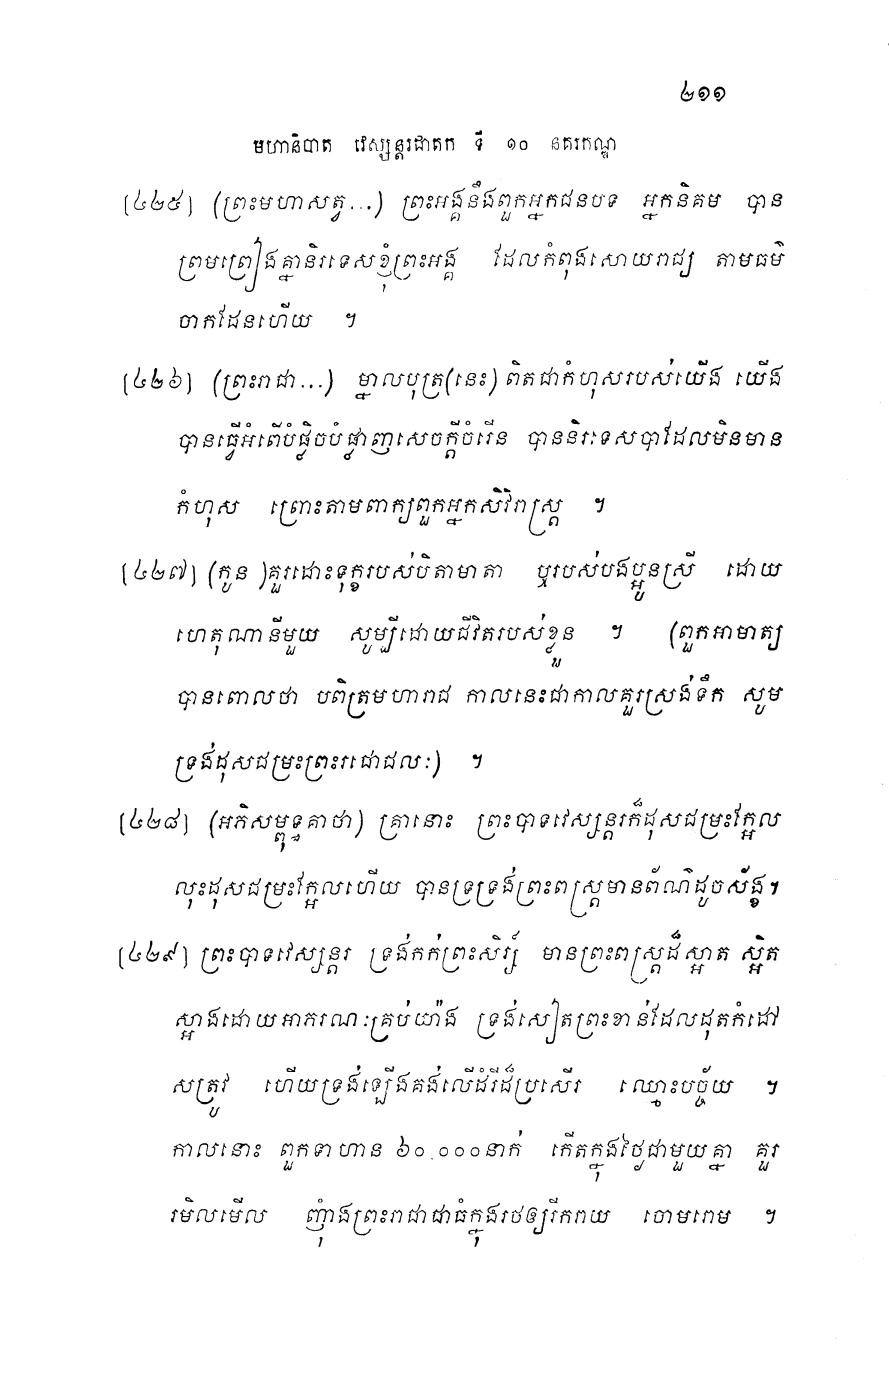 ២១១
មហានិបាត វេស្សន្តរជាតក ទី ១០ នគរកណ្ឌ
[៤២៥] (ព្រះមហាសត្វ...) ព្រះអង្គនឹងពួកអ្នកជនបទ អ្នកនិគម បាន
ព្រមព្រៀងគ្នានិរទេសខ្ញុំព្រះអង្គ ដែលកំពុងសោយរាជ្យ តាមធម៌
ចាកដែនហើយ ។
[៤២៦] (ព្រះរាជា...) ម្នាលបុត្រ(នេះ) ពិតជាកំហុសរបស់យើង យើង
បានធ្វើអំពើបំផ្លិចបំផ្លាញសេចក្តីចំរើន បាននិរទេសបាដែលមិនមាន
កំហុស ព្រោះតាមពាក្យពួកអ្នកសិវិរាស្ត្រ ។
[៤២៧] (កូន )គួរដោះទុក្ខរបស់បិតាមាតា ឬរបស់បងប្អូនស្រី ដោយ
ហេតុណានីមួយ សូម្បីដោយជីវិតរបស់ខ្លួន ។ (ពួកអាមាត្យ
បានពោលថា បពិត្រមហារាជ កាលនេះជាកាលគួរស្រង់ទឹក សូម
ទ្រង់ដុសជម្រះព្រះរជោជលៈ) ។
[៤២៨] (អភិសម្ពុទ្ធគាថា) គ្រានោះ ព្រះបាទវេស្សន្តរក៏ដុសជម្រះក្អែល
លុះដុសជម្រះក្អែលហើយ បានទ្រទ្រង់ព្រះពស្ត្រមានព័ណ៌ដូចស័ង្ខ។
[៤២៩] ព្រះបាទវេស្សន្តរ ទ្រង់កក់ព្រះសិរ្ស៍ មានព្រះពស្ត្រដ៏ស្អាត ស្អិត
ស្អាងដោយអាភរណៈគ្រប់យ៉ាង ទ្រង់សៀតព្រះខាន់ដែលដុតកំដៅ
សត្រូវ ហើយទ្រង់ឡើងគង់លើដំរីដ៏ប្រសើរ ឈ្មោះបច្ច័យ ។
កាលនោះ ពួកទាហាន ៦០.០០០នាក់ កើតក្នុងថ្ងៃជាមួយគ្នា គួរ
រមិលមើល ញ៉ាំងព្រះរាជាជាធំក្នុងរថឲ្យរីករាយ ចោមរោម ។